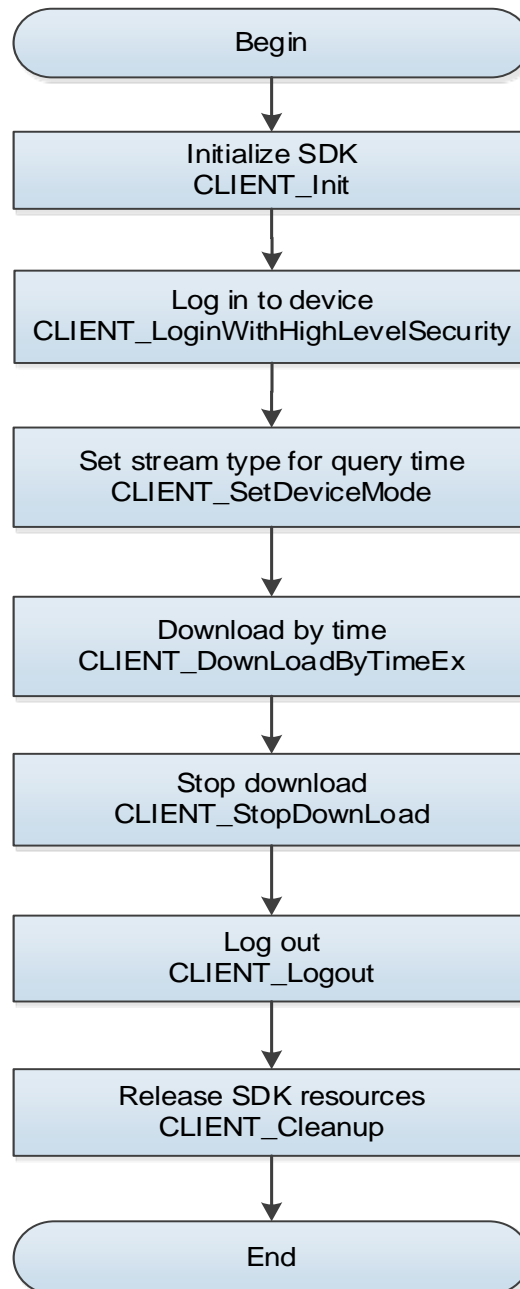 Begin
Initialize SDK
CLIENT_Init
Log in to device
CLIENT_LoginWithHighLevelSecurity
Set stream type for query time
CLIENT_SetDeviceMode
Download by time
CLIENT_DownLoadByTimeEx
Stop download
CLIENT_StopDownLoad
Log out
CLIENT_Logout
Release SDK resources
CLIENT_Cleanup
End